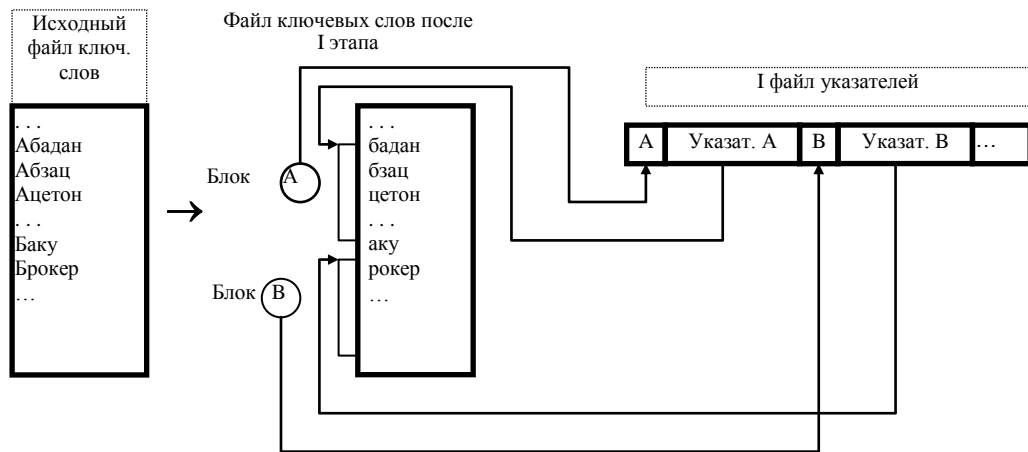 Исходный
файл ключ.
слов
Файл ключевых слов после
I этапа
I файл указателей
. . .
Абадан
Абзац
Ацетон
. . .
Баку
Брокер
…
Блок
А
Блок
В
. . .
бадан
бзац
цетон
. . .
аку
рокер
…
А Указат. А В Указат. В …